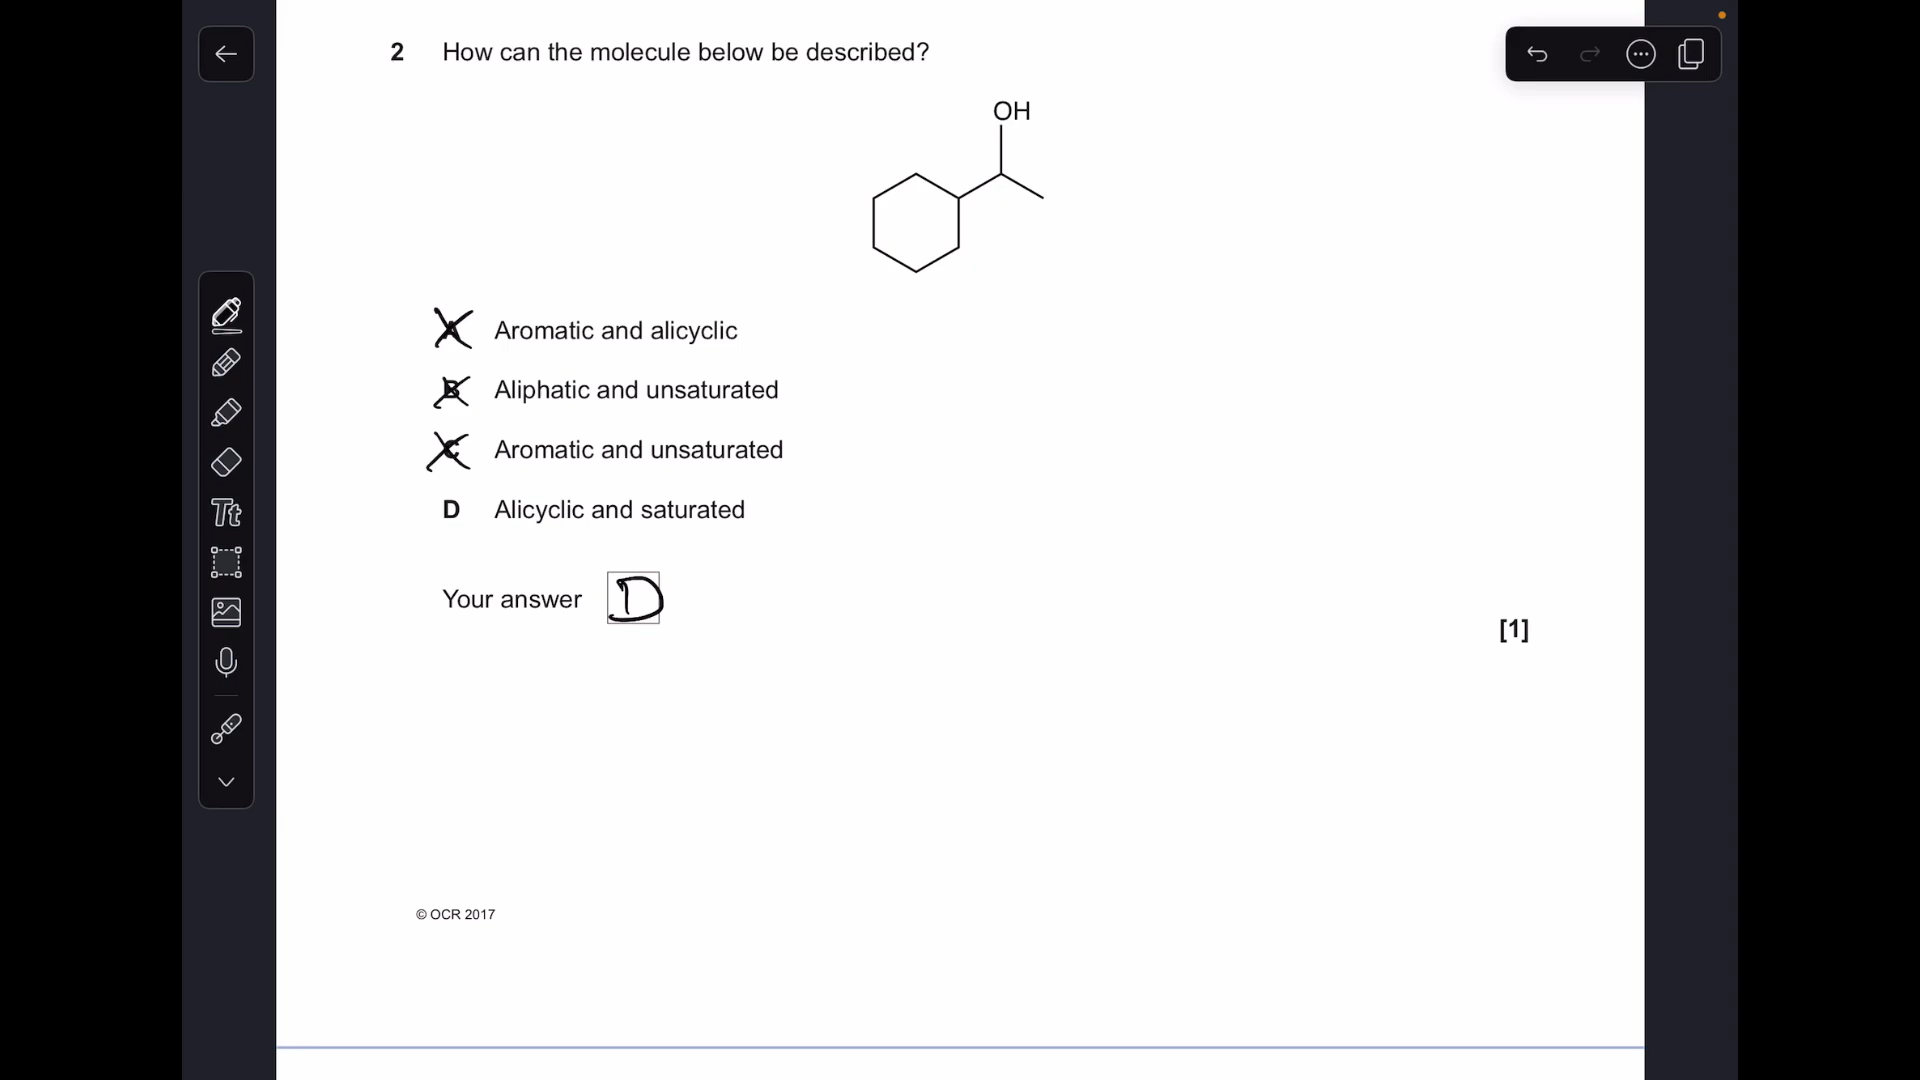 2 How can the molecule below be described?
OH
A Aromatic and alicyclic
B Aliphatic and unsaturated
C Aromatic and unsaturated
D Alicyclic and saturated
Your answer D
[1]
© OCR 2017
Tt